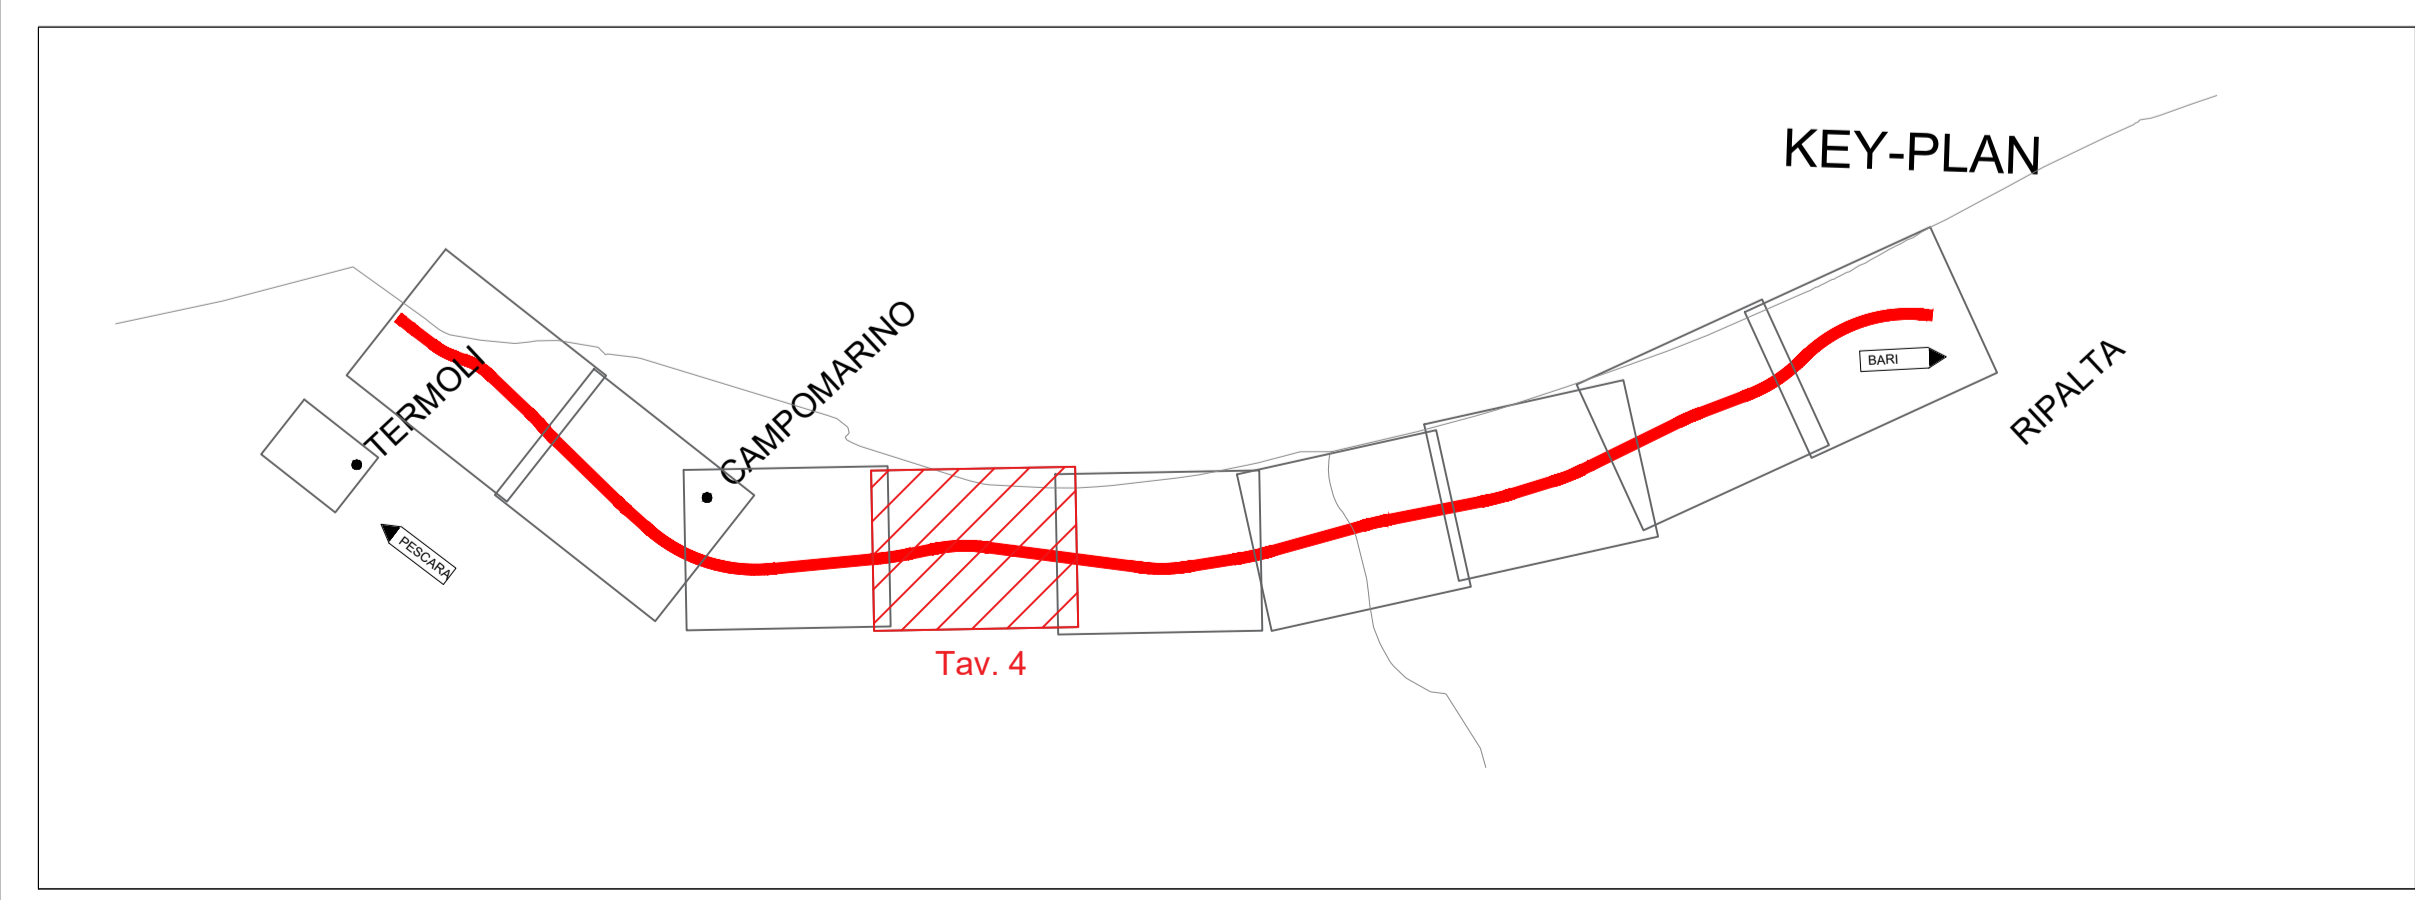 KEY-PLAN
TERMOLI
CAMPOMARINO
BARI
RIPALTA
PESCARA
Tav. 4